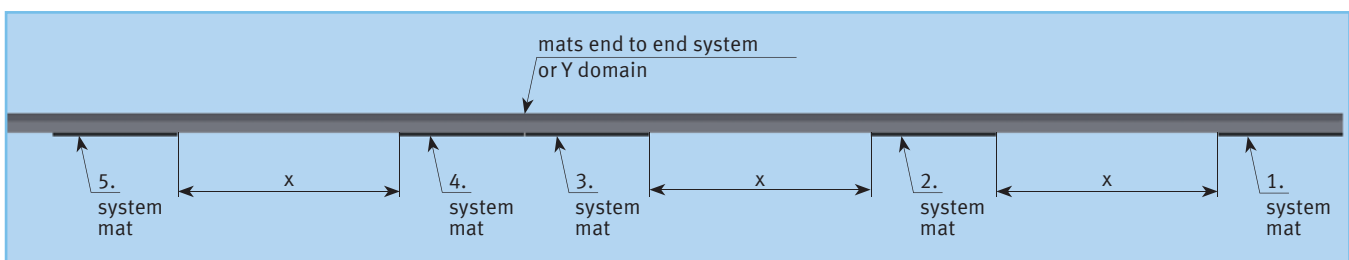 mats end to end system
or Y domain
5.
system
mat
x
4.
system
mat
3.
system
mat
x
2.
system
mat
x
1.
system
mat